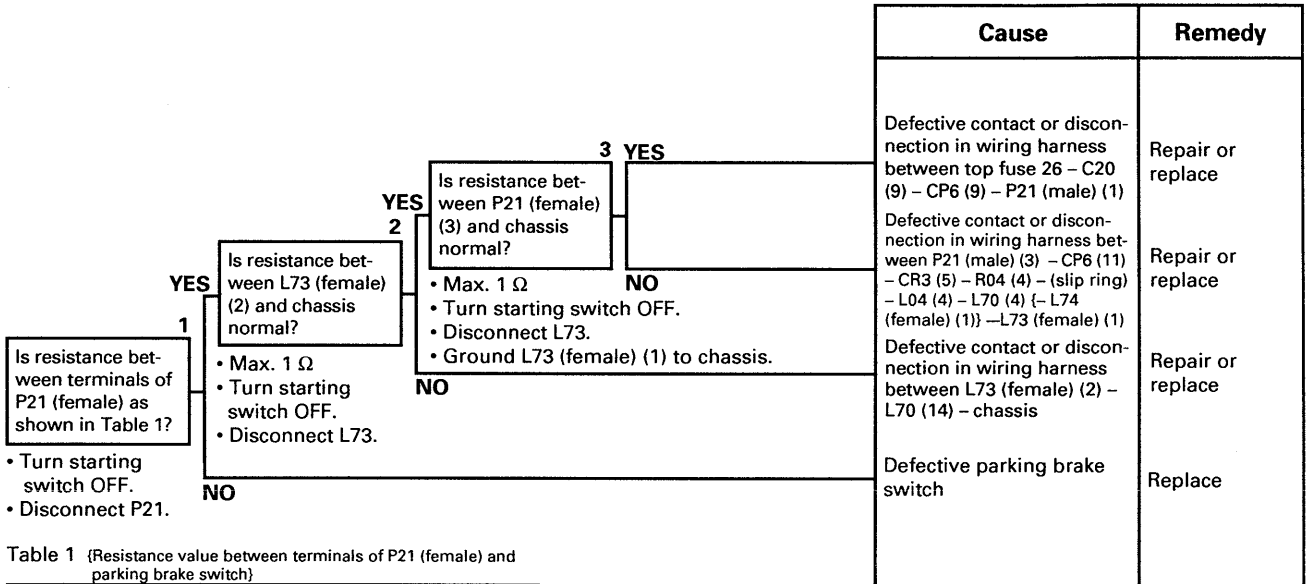 Cause
Remedy
Defective contact or discon-
nection in wiring harness
between top fuse 26 – C20
(9) – CP6 (9) – P21 (male) (1)
Repair or
replace
3 YES
Is resistance bet-
ween P21 (female)
(3) and chassis
normal?
NO
• Max. 1 Ω
• Turn starting switch OFF.
• Disconnect L73.
• Ground L73 (female) (1) to chassis.
Defective contact or discon-
nection in wiring harness bet-
ween P21 (male) (3) – CP6 (11)
– CR3 (5) – R04 (4) – (slip ring)
– L04 (4) – L70 (4) {– L74
(female) (1)} —L73 (female) (1)
Repair or
replace
YES
2
Is resistance bet-
ween L73 (female)
(2) and chassis
normal?
NO
• Max. 1 Ω
• Turn starting
switch OFF.
• Disconnect L73.
Defective contact or discon-
nection in wiring harness
between L73 (female) (2) –
L70 (14) – chassis
Repair or
replace
YES
1
Is resistance bet-
ween terminals of
P21 (female) as
shown in Table 1?
NO
• Turn starting
switch OFF.
• Disconnect P21.
Defective parking brake
switch
Replace
Table 1 {Resistance value between terminals of P21 (female) and
parking brake switch}